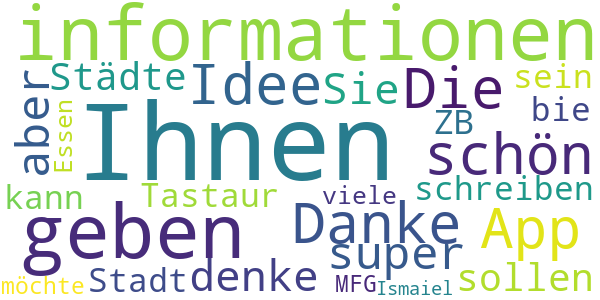 informationen
Städte Idee Sie Die sein
aber Essen Ihnen ZB bie
schön
kann Tastaur viele schreiben
geben Danke App
super
möchte Stadt denke MFG Ismaiel sollen